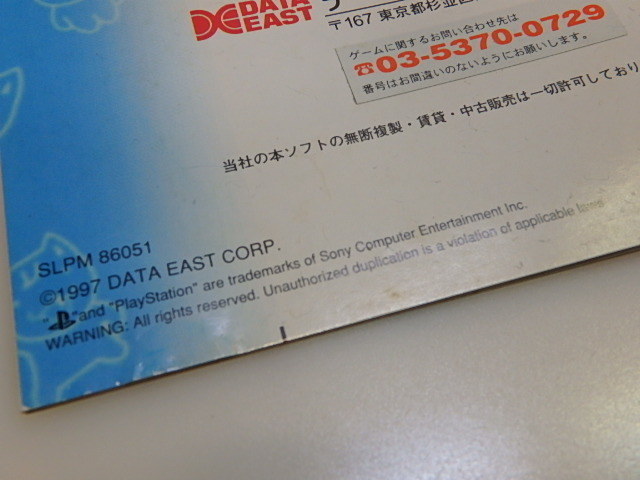 DATA
EAST
〒167 東京都杉並区
ゲームに関するお問い合わせ先は
☎03-5370-0729
番号はお間違いのないようにお願いします。
当社の本ソフトの無断複製・賃貸・中古販売は一切許可しており
SLPM 86051
©1997 DATA EAST CORP.
" " and "PlayStation" are trademarks of Sony Computer Entertainment Inc.
WARNING: All rights reserved. Unauthorized duplication is a violation of applicable laws.